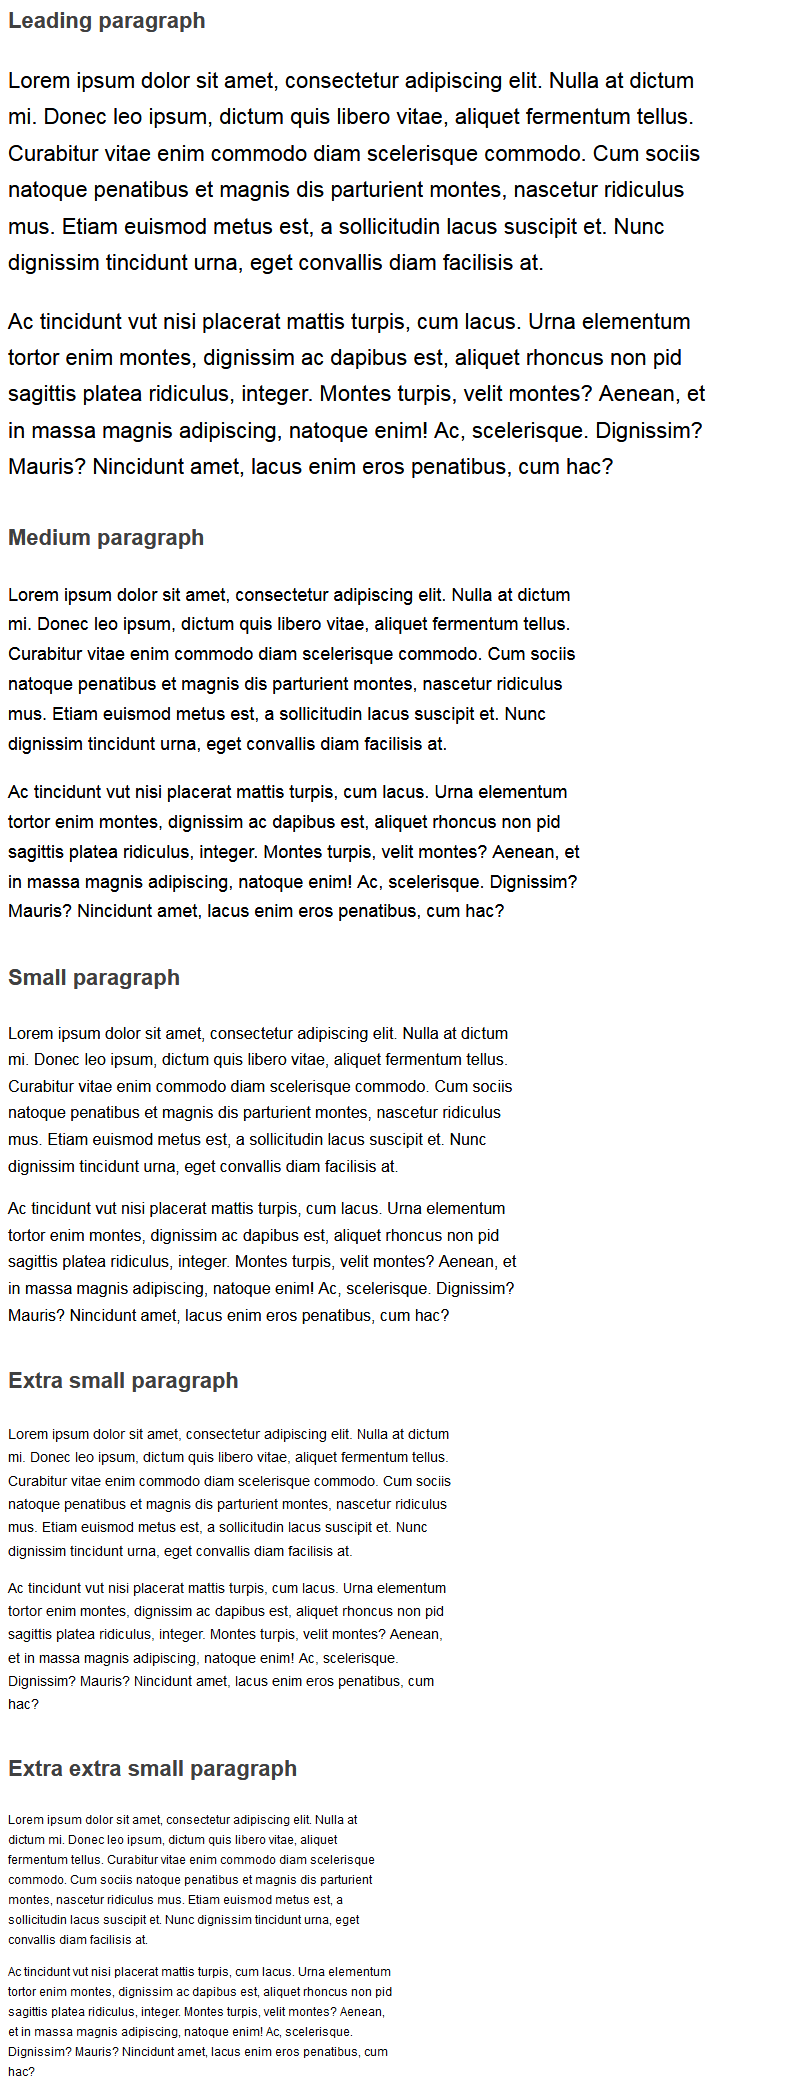 Leading paragraph
Lorem ipsum dolor sit amet, consectetur adipiscing elit. Nulla at dictum
mi. Donec leo ipsum, dictum quis libero vitae, aliquet fermentum tellus.
Curabitur vitae enim commodo diam scelerisque commodo. Cum sociis
natoque penatibus et magnis dis parturient montes, nascetur ridiculus
mus. Etiam euismod metus est, a sollicitudin lacus suscipit et. Nunc
dignissim tincidunt urna, eget convallis diam facilisis at.
Ac tincidunt vut nisi placerat mattis turpis, cum lacus. Urna elementum
tortor enim montes, dignissim ac dapibus est, aliquet rhoncus non pid
sagittis platea ridiculus, integer. Montes turpis, velit montes? Aenean, et
in massa magnis adipiscing, natoque enim! Ac, scelerisque. Dignissim?
Mauris? Nincidunt amet, lacus enim eros penatibus, cum hac?
Medium paragraph
Lorem ipsum dolor sit amet, consectetur adipiscing elit. Nulla at dictum
mi. Donec leo ipsum, dictum quis libero vitae, aliquet fermentum tellus.
Curabitur vitae enim commodo diam scelerisque commodo. Cum sociis
natoque penatibus et magnis dis parturient montes, nascetur ridiculus
mus. Etiam euismod metus est, a sollicitudin lacus suscipit et. Nunc
dignissim tincidunt urna, eget convallis diam facilisis at.
Ac tincidunt vut nisi placerat mattis turpis, cum lacus. Urna elementum
tortor enim montes, dignissim ac dapibus est, aliquet rhoncus non pid
sagittis platea ridiculus, integer. Montes turpis, velit montes? Aenean, et
in massa magnis adipiscing, natoque enim! Ac, scelerisque. Dignissim?
Mauris? Nincidunt amet, lacus enim eros penatibus, cum hac?
Small paragraph
Lorem ipsum dolor sit amet, consectetur adipiscing elit. Nulla at dictum
mi. Donec leo ipsum, dictum quis libero vitae, aliquet fermentum tellus.
Curabitur vitae enim commodo diam scelerisque commodo. Cum sociis
natoque penatibus et magnis dis parturient montes, nascetur ridiculus
mus. Etiam euismod metus est, a sollicitudin lacus suscipit et. Nunc
dignissim tincidunt urna, eget convallis diam facilisis at.
Ac tincidunt vut nisi placerat mattis turpis, cum lacus. Urna elementum
tortor enim montes, dignissim ac dapibus est, aliquet rhoncus non pid
sagittis platea ridiculus, integer. Montes turpis, velit montes? Aenean, et
in massa magnis adipiscing, natoque enim! Ac, scelerisque. Dignissim?
Mauris? Nincidunt amet, lacus enim eros penatibus, cum hac?
Extra small paragraph
Lorem ipsum dolor sit amet, consectetur adipiscing elit. Nulla at dictum
mi. Donec leo ipsum, dictum quis libero vitae, aliquet fermentum tellus.
Curabitur vitae enim commodo diam scelerisque commodo. Cum sociis
natoque penatibus et magnis dis parturient montes, nascetur ridiculus
mus. Etiam euismod metus est, a sollicitudin lacus suscipit et. Nunc
dignissim tincidunt urna, eget convallis diam facilisis at.
Ac tincidunt vut nisi placerat mattis turpis, cum lacus. Urna elementum
tortor enim montes, dignissim ac dapibus est, aliquet rhoncus non pid
sagittis platea ridiculus, integer. Montes turpis, velit montes? Aenean,
et in massa magnis adipiscing, natoque enim! Ac, scelerisque.
Dignissim? Mauris? Nincidunt amet, lacus enim eros penatibus, cum
hac?
Extra extra small paragraph
Lorem ipsum dolor sit amet, consectetur adipiscing elit. Nulla at
dictum mi. Donec leo ipsum, dictum quis libero vitae, aliquet
fermentum tellus. Curabitur vitae enim commodo diam scelerisque
commodo. Cum sociis natoque penatibus et magnis dis parturient
montes, nascetur ridiculus mus. Etiam euismod metus est, a
sollicitudin lacus suscipit et. Nunc dignissim tincidunt urna, eget
convallis diam facilisis at.
Ac tincidunt vut nisi placerat mattis turpis, cum lacus. Urna elementum
tortor enim montes, dignissim ac dapibus est, aliquet rhoncus non pid
sagittis platea ridiculus, integer. Montes turpis, velit montes? Aenean,
et in massa magnis adipiscing, natoque enim! Ac, scelerisque.
Dignissim? Mauris? Nincidunt amet, lacus enim eros penatibus, cum
hac?